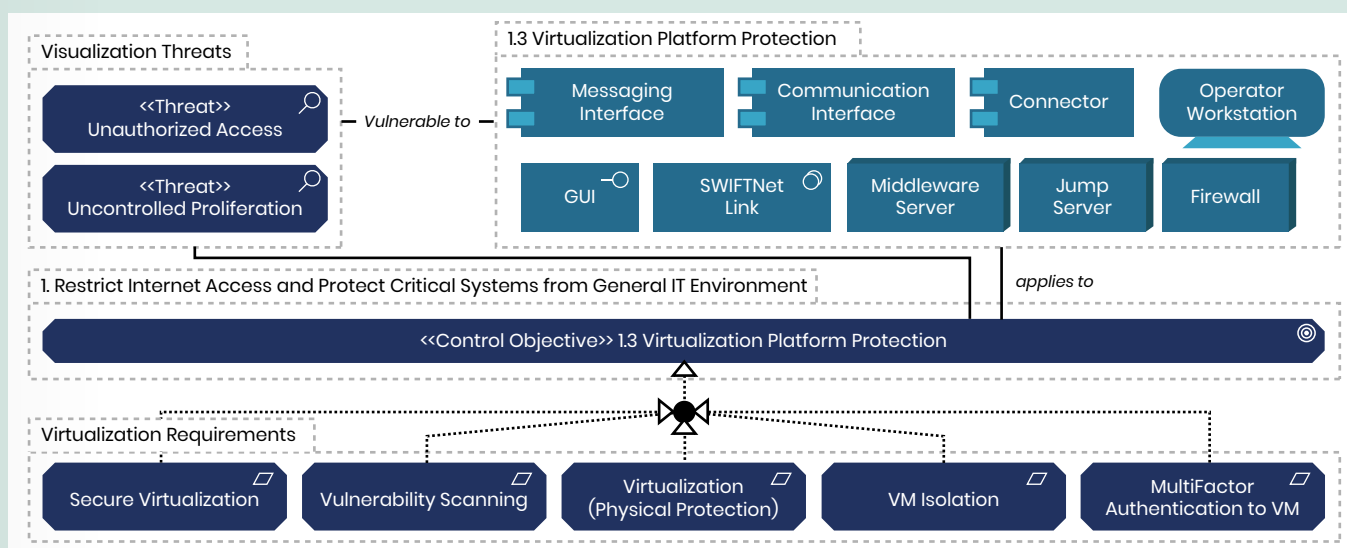 Visualization Threats
<<Threat>>
Unauthorized Access
<<Threat>>
Uncontrolled Proliferation
Vulnerable to
1.3 Virtualization Platform Protection
Messaging
Interface
Communication
Interface
Connector
Operator
Workstation
GUI
SWIFTNet
Link
Middleware
Server
Jump
Server
Firewall
applies to
1. Restrict Internet Access and Protect Critical Systems from General IT Environment
<<Control Objective>> 1.3 Virtualization Platform Protection
Virtualization Requirements
Secure Virtualization
Vulnerability Scanning
Virtualization
(Physical Protection)
VM Isolation
MultiFactor
Authentication to VM